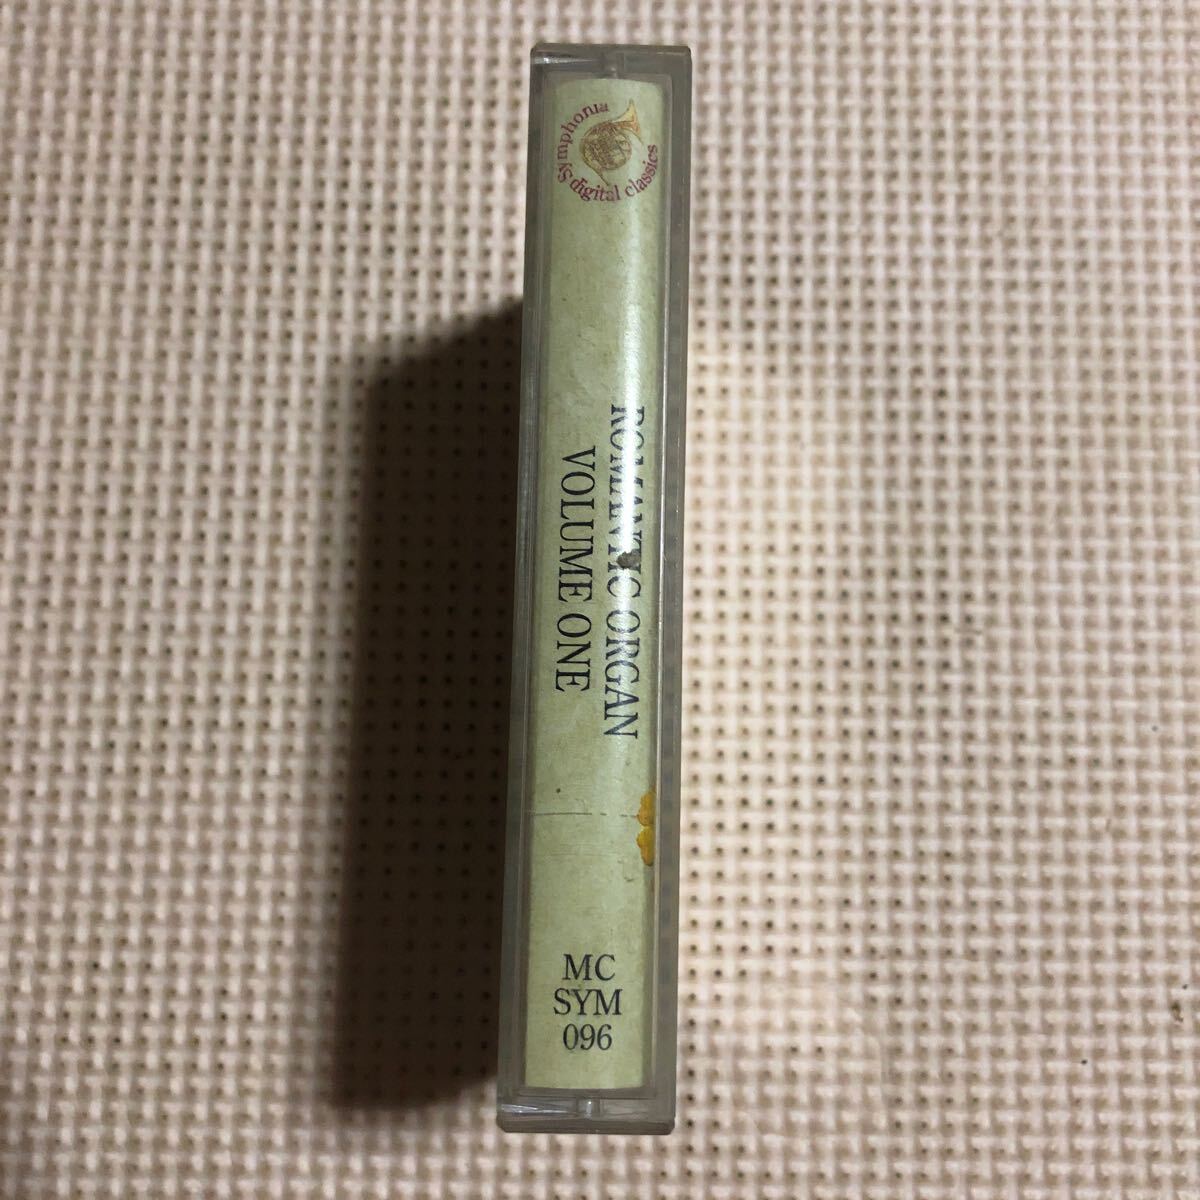 Symphonia
digital classics
ROMANTIC ORGAN
VOLUME ONE
MC
SYM
096